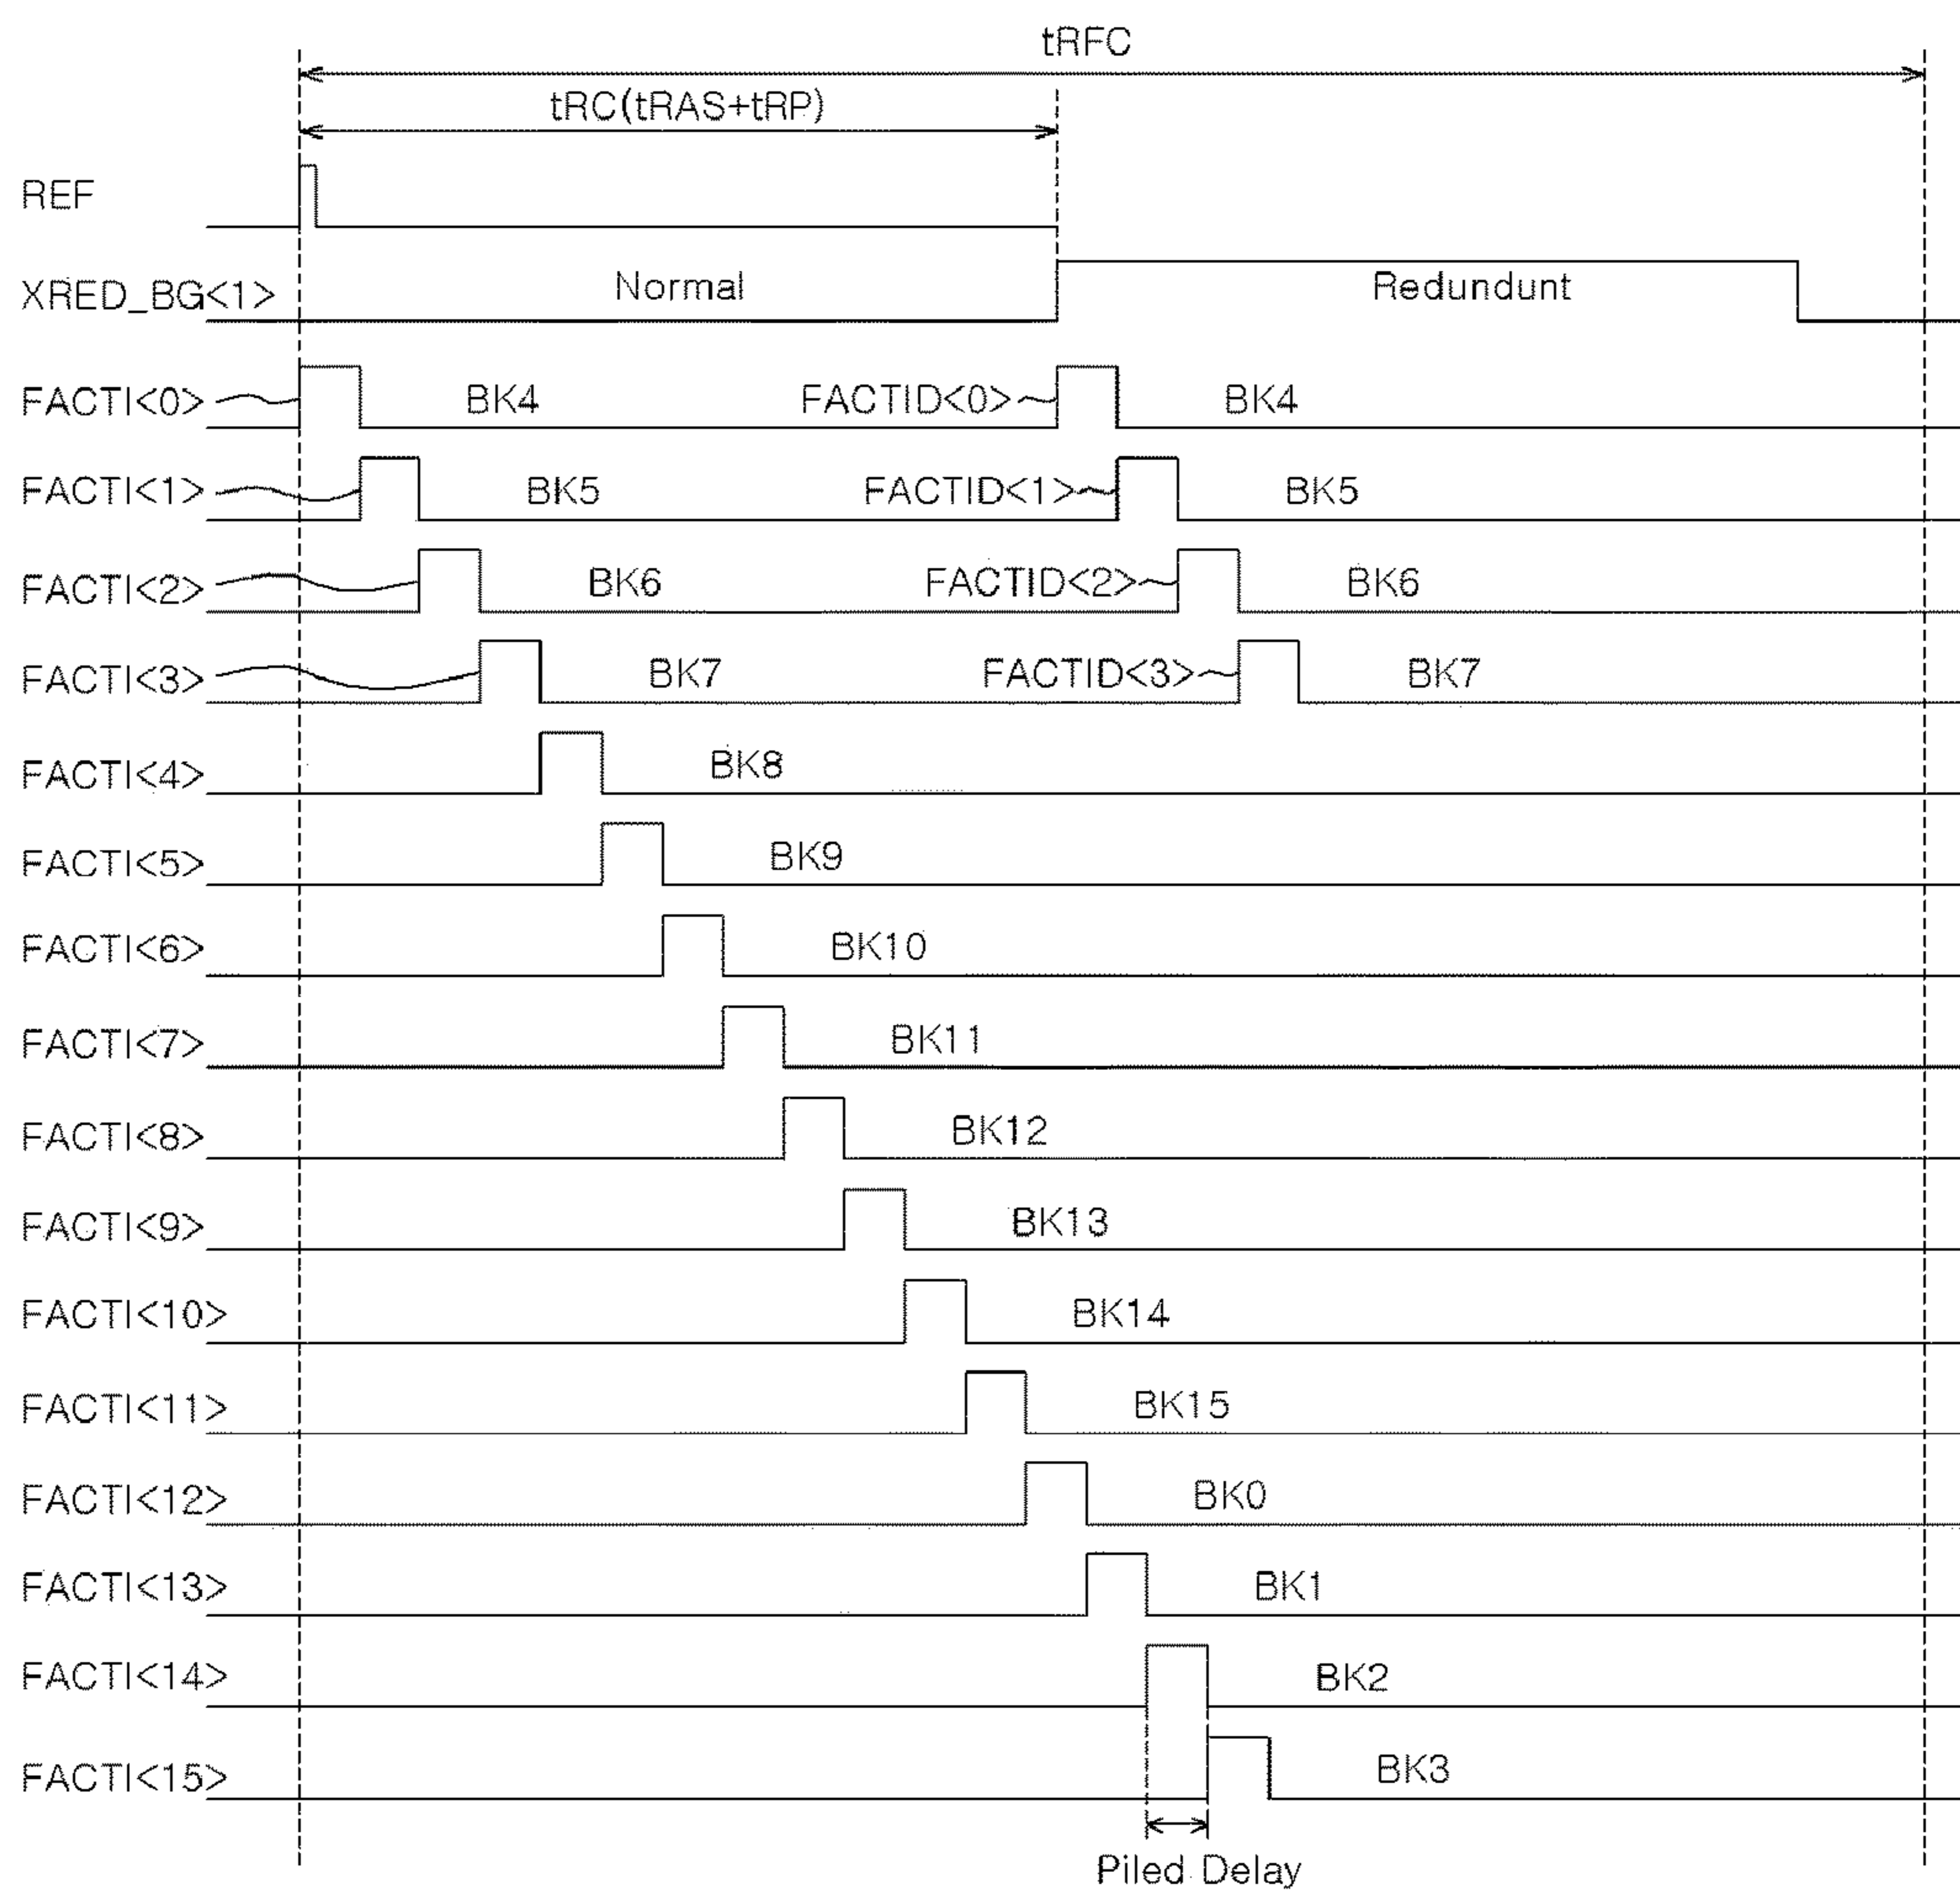 tRFC
tRC(tRAS+tRP)
REF
XRED_BG<1> Normal Redundunt
FACTI<0> BK4 FACTID<0> BK4
FACTI<1> BK5 FACTID<1> BK5
FACTI<2> BK6 FACTID<2> BK6
FACTI<3> BK7 FACTID<3> BK7
FACTI<4> BK8
FACTI<5> BK9
FACTI<6> BK10
FACTI<7> BK11
FACTI<8> BK12
FACTI<9> BK13
FACTI<10> BK14
FACTI<11> BK15
FACTI<12> BK0
FACTI<13> BK1
FACTI<14> BK2
FACTI<15> BK3
Piled Delay